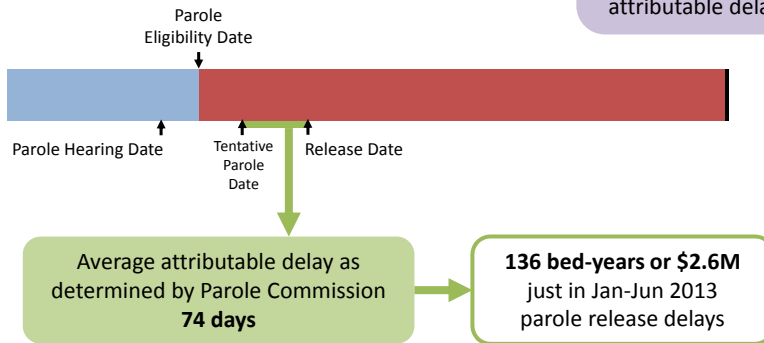 attributable
Parole
Eligibility Date
Parole Hearing Date
Tentative
Parole
Date
Release Date
Average attributable delay as
determined by Parole Commission
74 days
136 bed-years or $2.6M
just in Jan-Jun 2013
parole release delays